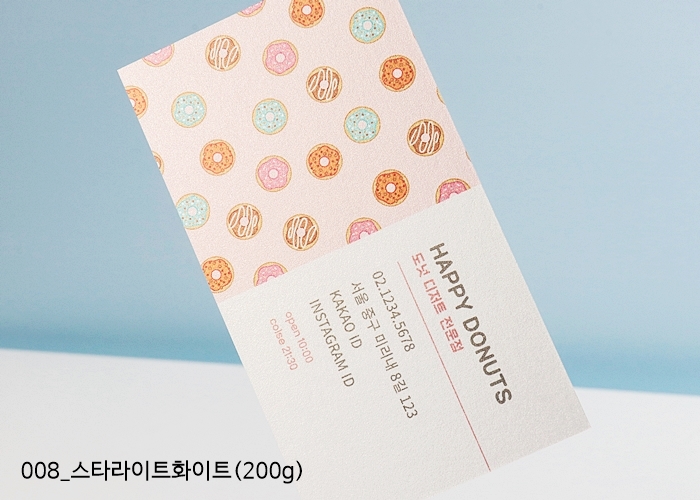 HAPPY DONUTS
도넛 디저트 전문점
02.1234.5678
서울 중구 미리내 8길 123
KAKAO ID
INSTAGRAM ID
open 10:00
colse 21:30
008_스타라이트화이트(200g)